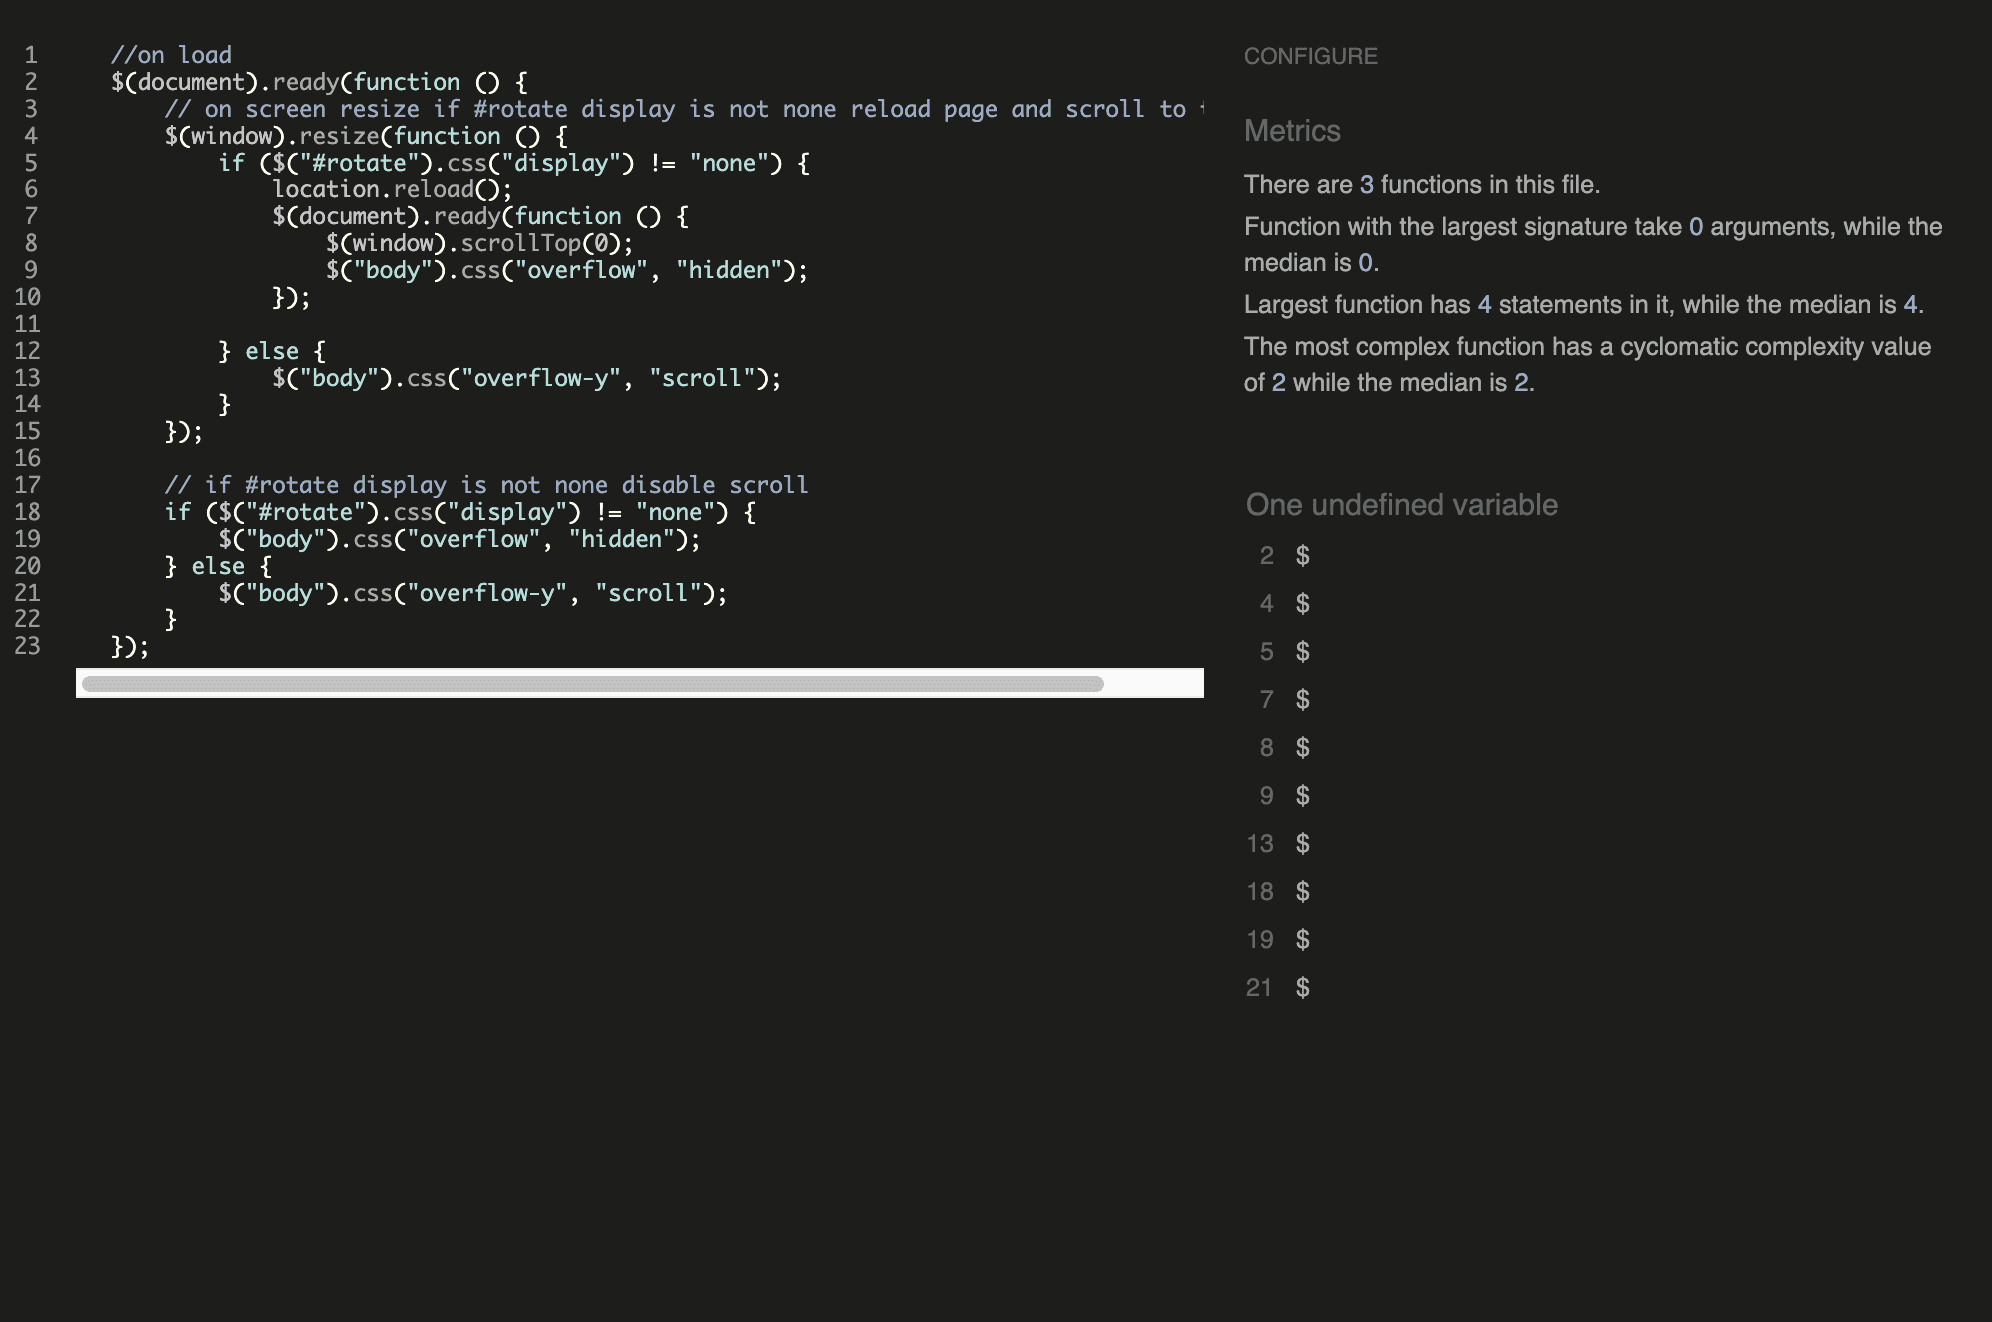 1 //on load
2 $(document).ready(function () {
3 // on screen resize if #rotate display is not none reload page and scroll to
4 $(window).resize(function () {
5 if ($("#rotate").css("display") != "none") {
6 location.reload();
7 $(document).ready(function () {
8 $(window).scrollTop(0);
9 $("body").css("overflow", "hidden");
10 });
11
12 } else {
13 $("body").css("overflow-y", "scroll");
14 }
15 });
16
17 // if #rotate display is not none disable scroll
18 if ($("#rotate").css("display") != "none") {
19 $("body").css("overflow", "hidden");
20 } else {
21 $("body").css("overflow-y", "scroll");
22 }
23 });
CONFIGURE
Metrics
There are 3 functions in this file.
Function with the largest signature take 0 arguments, while the
median is 0.
Largest function has 4 statements in it, while the median is 4.
The most complex function has a cyclomatic complexity value
of 2 while the median is 2.
One undefined variable
2 $
4 $
5 $
7 $
8 $
9 $
13 $
18 $
19 $
21 $